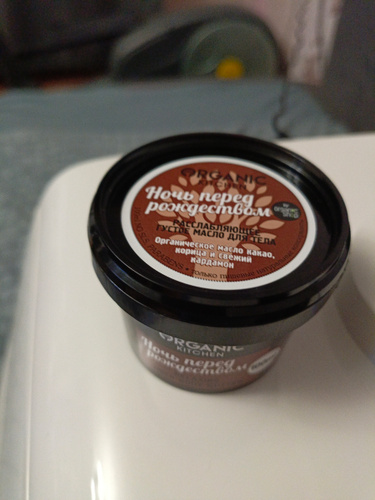 ORGANIC
KITCHEN
Ночь перед
рождеством
РАССЛАБЛЯЮЩЕЕ
ГУСТОЕ МАСЛО ДЛЯ ТЕЛА
Органическое масло какао,
корица и свежий
кардамон
ORGANIC
KITCHEN
Ночь перед
рождеством